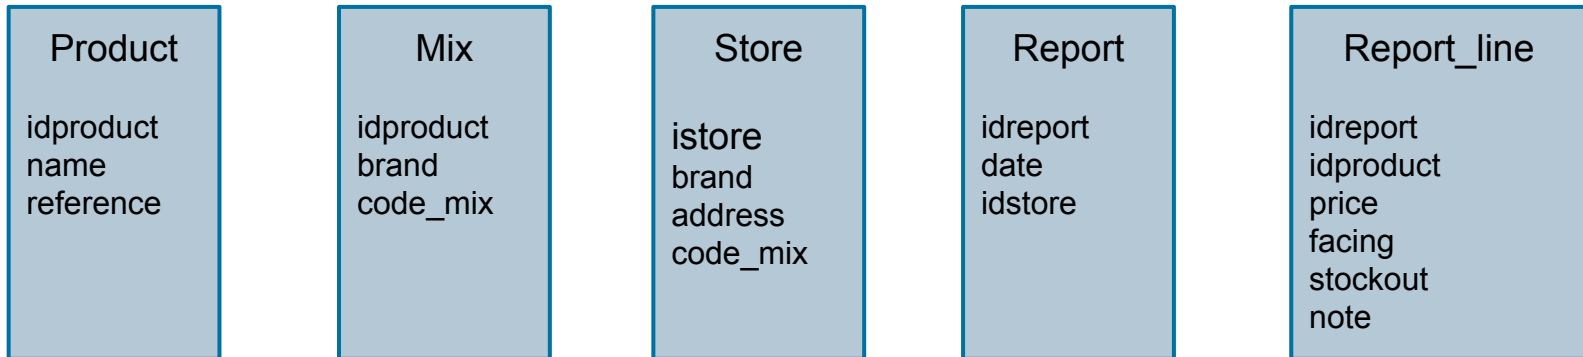 Product
idproduct
name
reference
Mix
idproduct
brand
code_mix
Store
istore
brand
address
code_mix
Report
idreport
date
idstore
Report_line
idreport
idproduct
price
facing
stockout
note